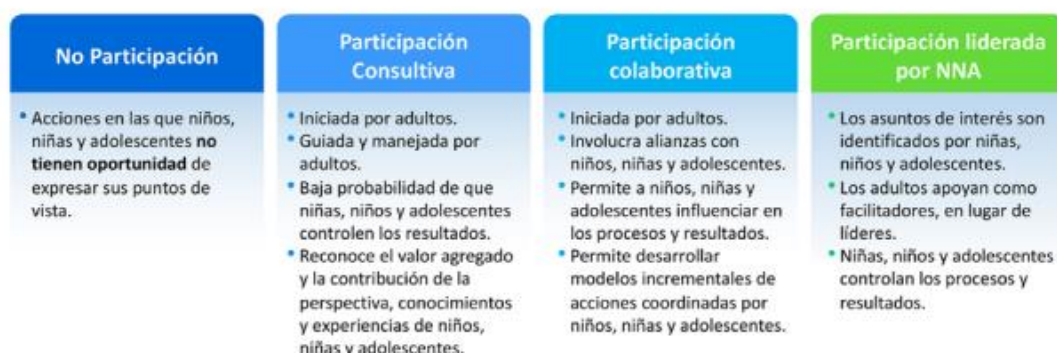 No Participación
• Acciones en las que niños,
niñas y adolescentes no
tienen oportunidad de
expresar sus puntos de
vista.
Participación
Consultiva
• Iniciada por adultos.
• Guiada y manejada por
adultos.
• Baja probabilidad de que
niñas, niños y adolescentes
controlen los resultados.
• Reconoce el valor agregado
y la contribución de la
perspectiva, conocimientos
y experiencias de niños,
niñas y adolescentes.
Participación
colaborativa
• Iniciada por adultos.
• Involucra alianzas con
niños, niñas y adolescentes.
• Permite a niños, niñas y
adolescentes influenciar en
los procesos y resultados.
• Permite desarrollar
modelos incrementales de
acciones coordinadas por
niños, niñas y adolescentes.
Participación liderada
por NNA
• Los asuntos de interés son
identificados por niñas,
niños y adolescentes.
• Los adultos apoyan como
facilitadores, en lugar de
líderes.
• Niñas, niños y adolescentes
controlan los procesos y
resultados.